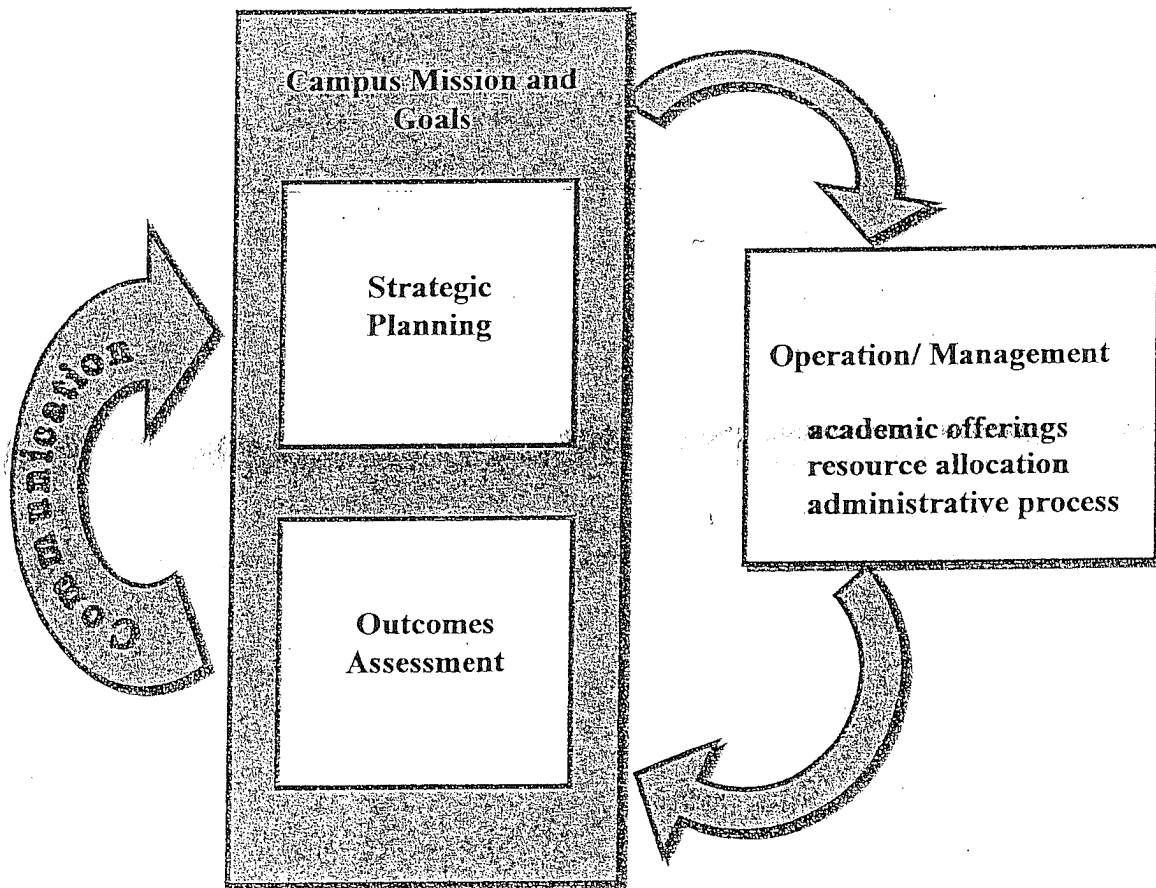 Campus Mission and
Goals
Strategic
Planning
Communication
Operation/ Management
academic offerings
resource allocation
administrative process
Outcomes
Assessment